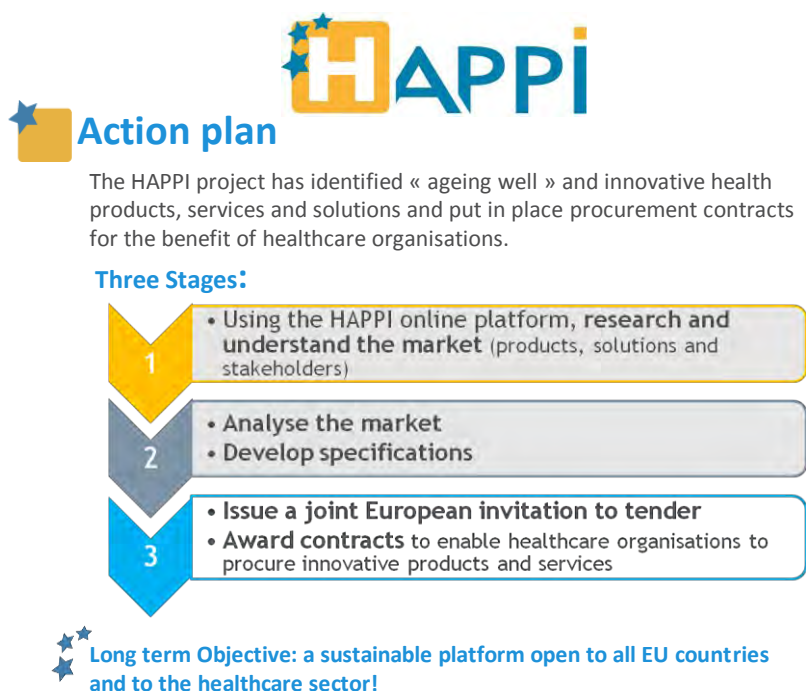 HAPPi
Action plan
The HAPPI project has identified « ageing well » and innovative health
products, services and solutions and put in place procurement contracts
for the benefit of healthcare organisations.
Three Stages:
1
• Using the HAPPI online platform, research and
understand the market (products, solutions and
stakeholders)
2
• Analyse the market
• Develop specifications
3
• Issue a joint European invitation to tender
• Award contracts to enable healthcare organisations to
procure innovative products and services
Long term Objective: a sustainable platform open to all EU countries
and to the healthcare sector!